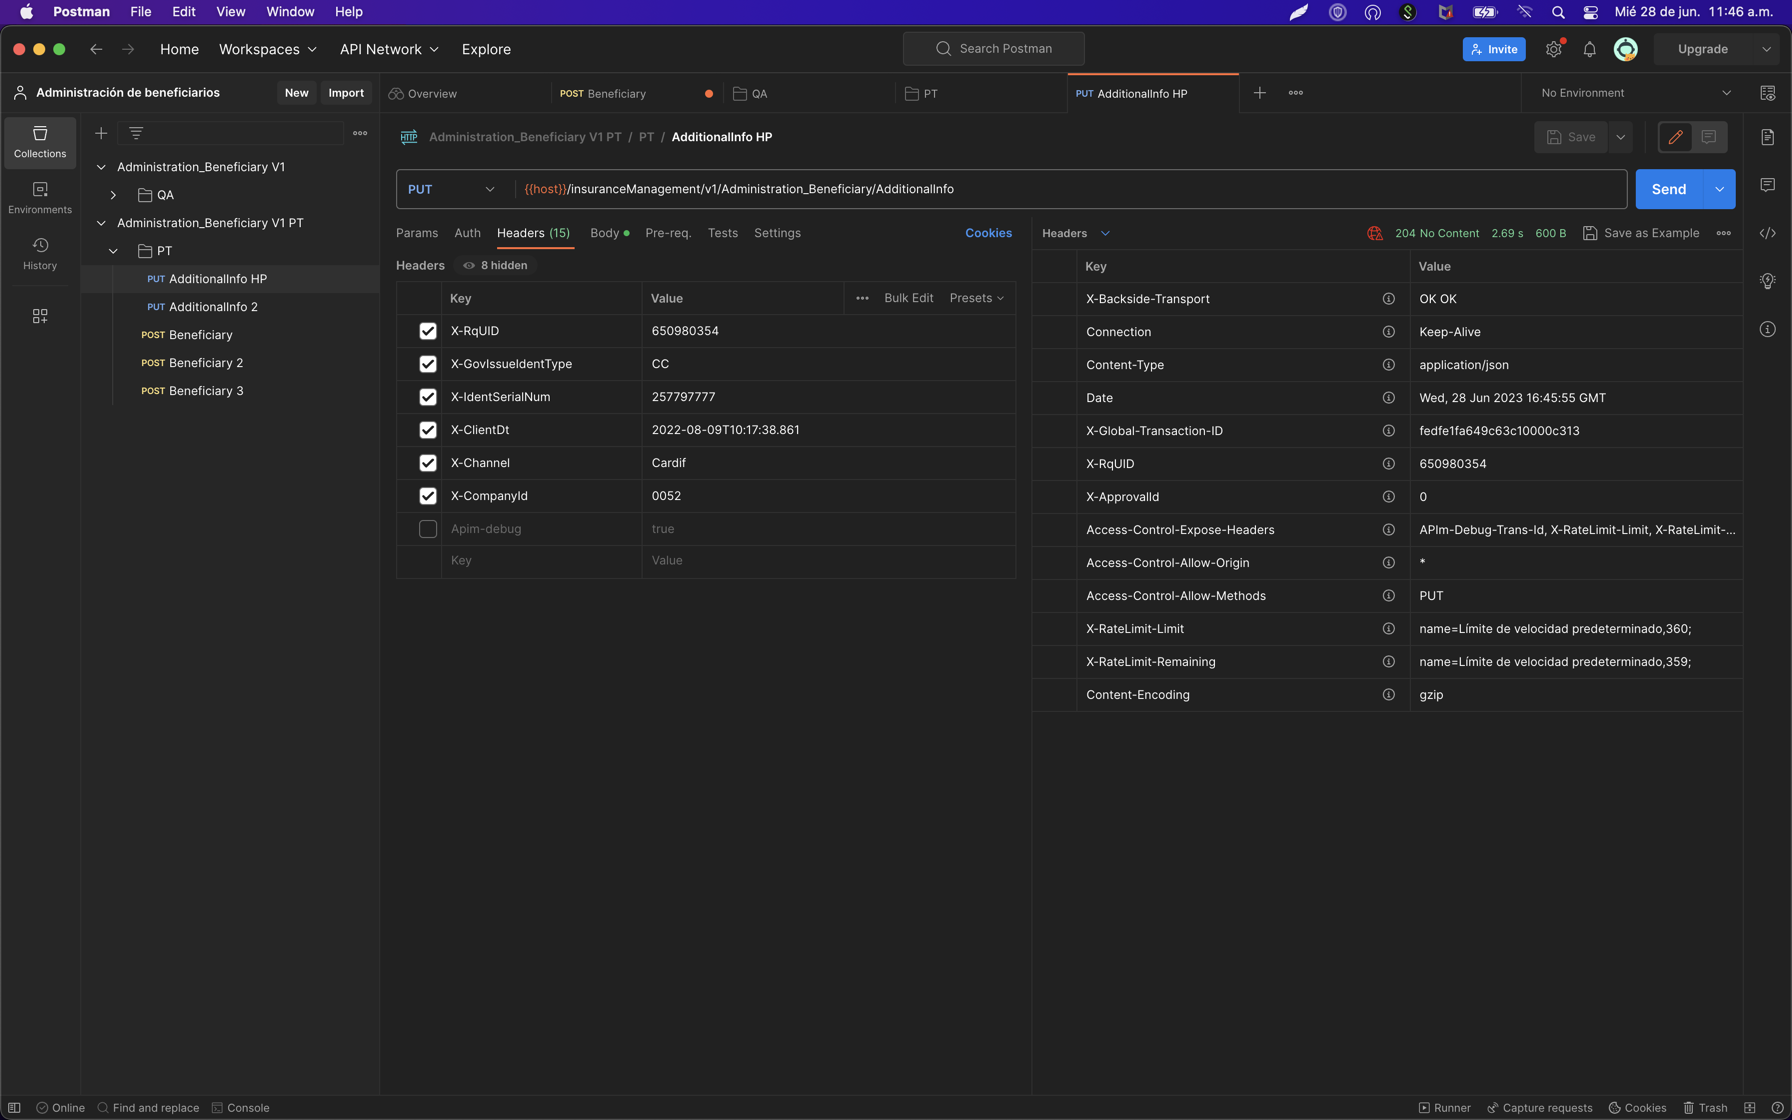 Postman File Edit View Window Help
Mié 28 de jun. 11:46 a.m.
Home Workspaces API Network Explore
Search Postman
Invite
Upgrade
Administración de beneficiarios
New Import
Overview
POST Beneficiary
QA
PT
PUT AdditionalInfo HP
No Environment
Collections
Environments
History
Administration_Beneficiary V1
QA
Administration_Beneficiary V1 PT
PT
PUT AdditionalInfo HP
PUT AdditionalInfo 2
POST Beneficiary
POST Beneficiary 2
POST Beneficiary 3
HTTP Administration_Beneficiary V1 PT / PT / AdditionalInfo HP
Save
PUT {{host}}/insuranceManagement/v1/Administration_Beneficiary/AdditionalInfo
Send
Params Auth Headers (15) Body Pre-req. Tests Settings Cookies
Headers 8 hidden
Key Value Bulk Edit Presets
X-RqUID 650980354
X-GovIssueIdentType CC
X-IdentSerialNum 257797777
X-ClientDt 2022-08-09T10:17:38.861
X-Channel Cardif
X-CompanyId 0052
Apim-debug true
Key Value
Headers 204 No Content 2.69 s 600 B Save as Example
Key Value
X-Backside-Transport OK OK
Connection Keep-Alive
Content-Type application/json
Date Wed, 28 Jun 2023 16:45:55 GMT
X-Global-Transaction-ID fedfe1fa649c63c10000c313
X-RqUID 650980354
X-ApprovalId 0
Access-Control-Expose-Headers APIm-Debug-Trans-Id, X-RateLimit-Limit, X-RateLimit-...
Access-Control-Allow-Origin *
Access-Control-Allow-Methods PUT
X-RateLimit-Limit name=Límite de velocidad predeterminado,360;
X-RateLimit-Remaining name=Límite de velocidad predeterminado,359;
Content-Encoding gzip
Online Find and replace Console
Runner Capture requests Cookies Trash